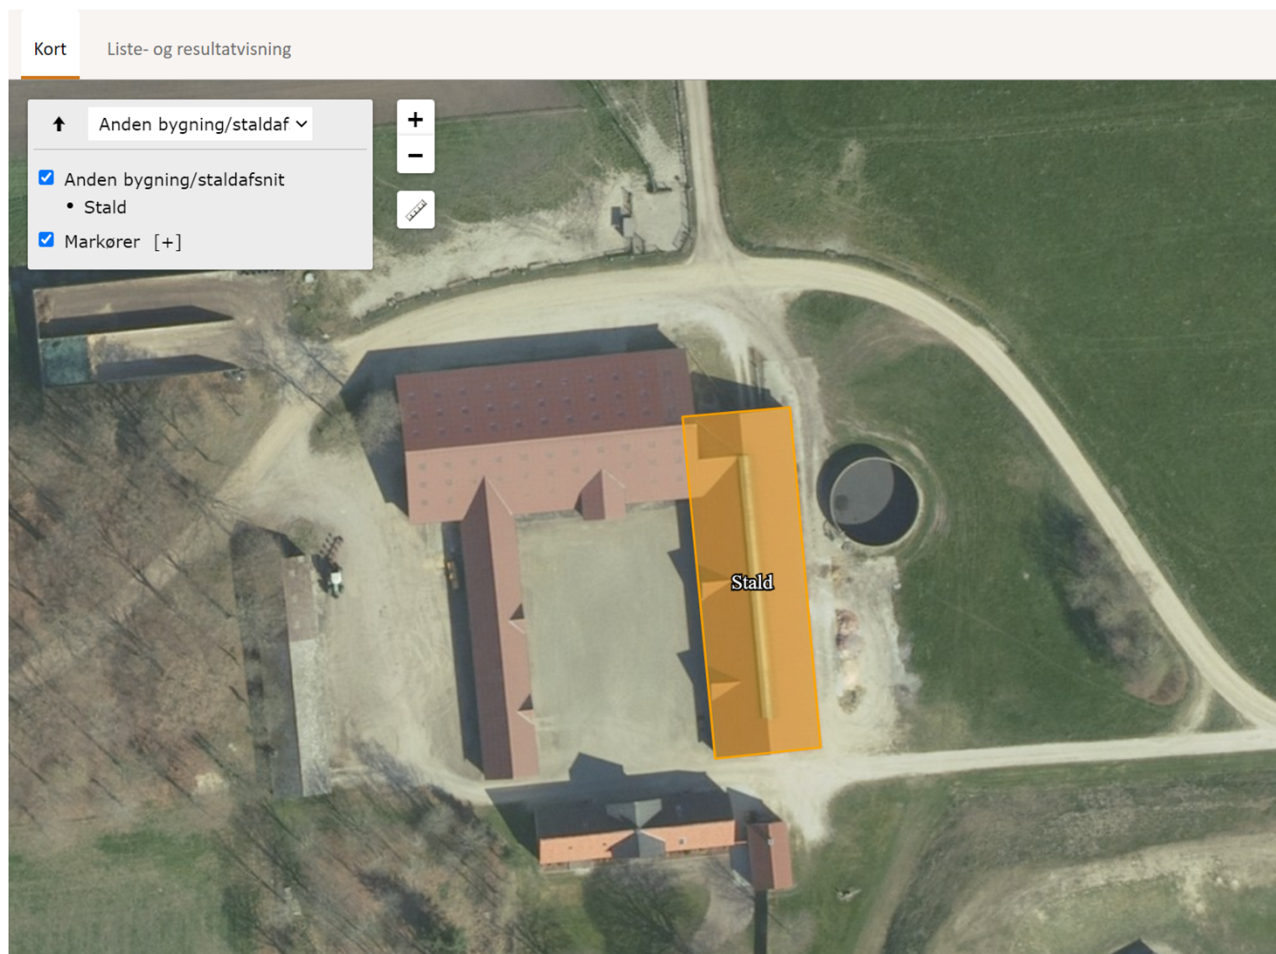 Kort
Liste- og resultatvisning
Anden bygning/staldaf
Anden bygning/staldafsnit
• Stald
Markører [+]
+
−
Stald